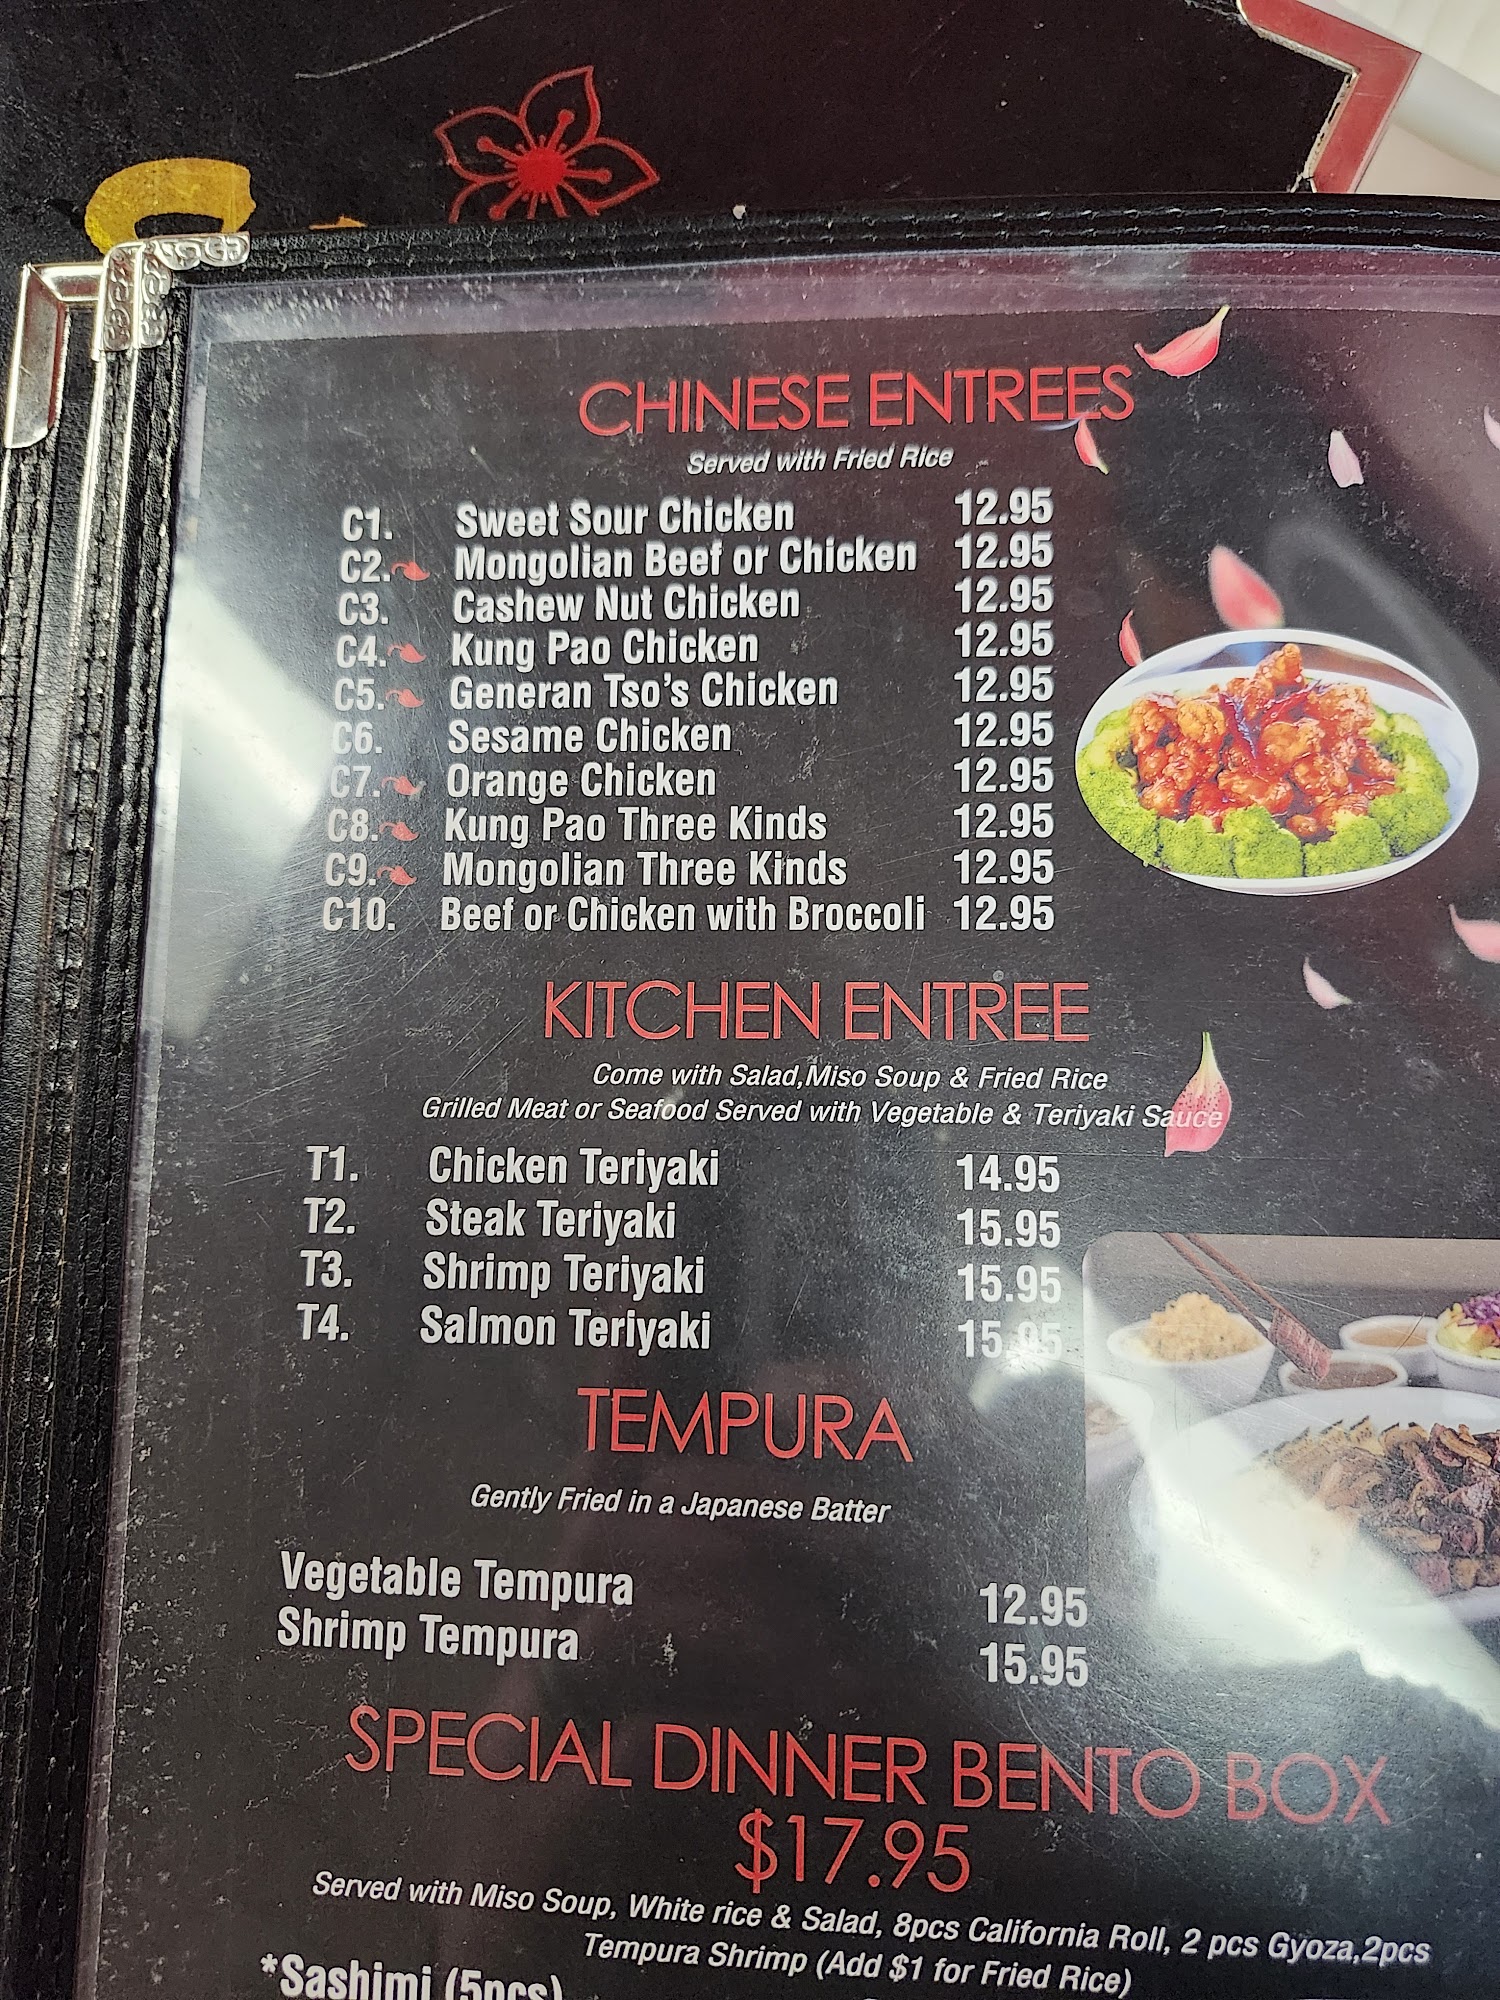 CHINESE ENTREES
Served with Fried Rice
C1. Sweet Sour Chicken 12.95
C2. Mongolian Beef or Chicken 12.95
C3. Cashew Nut Chicken 12.95
C4. Kung Pao Chicken 12.95
C5. Generan Tso's Chicken 12.95
C6. Sesame Chicken 12.95
C7. Orange Chicken 12.95
C8. Kung Pao Three Kinds 12.95
C9. Mongolian Three Kinds 12.95
C10. Beef or Chicken with Broccoli 12.95
KITCHEN ENTREE
Come with Salad,Miso Soup & Fried Rice
Grilled Meat or Seafood Served with Vegetable & Teriyaki Sauce
T1. Chicken Teriyaki 14.95
T2. Steak Teriyaki 15.95
T3. Shrimp Teriyaki 15.95
T4. Salmon Teriyaki 15.95
TEMPURA
Gently Fried in a Japanese Batter
Vegetable Tempura 12.95
Shrimp Tempura 15.95
SPECIAL DINNER BENTO BOX
$17.95
Served with Miso Soup, White rice & Salad, 8pcs California Roll, 2 pcs Gyoza,2pcs
Tempura Shrimp (Add $1 for Fried Rice)
*Sashimi (5pcs)